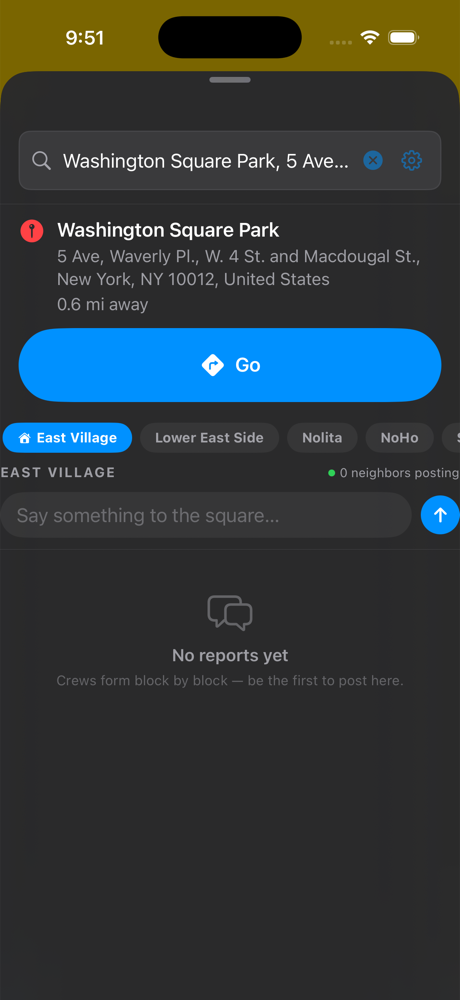 9:51
Washington Square Park, 5 Ave...
Washington Square Park
5 Ave, Waverly Pl., W. 4 St. and Macdougal St.,
New York, NY 10012, United States
0.6 mi away
Go
East Village
Lower East Side
Nolita
NoHo
EAST VILLAGE
0 neighbors posting
Say something to the square...
No reports yet
Crews form block by block — be the first to post here.